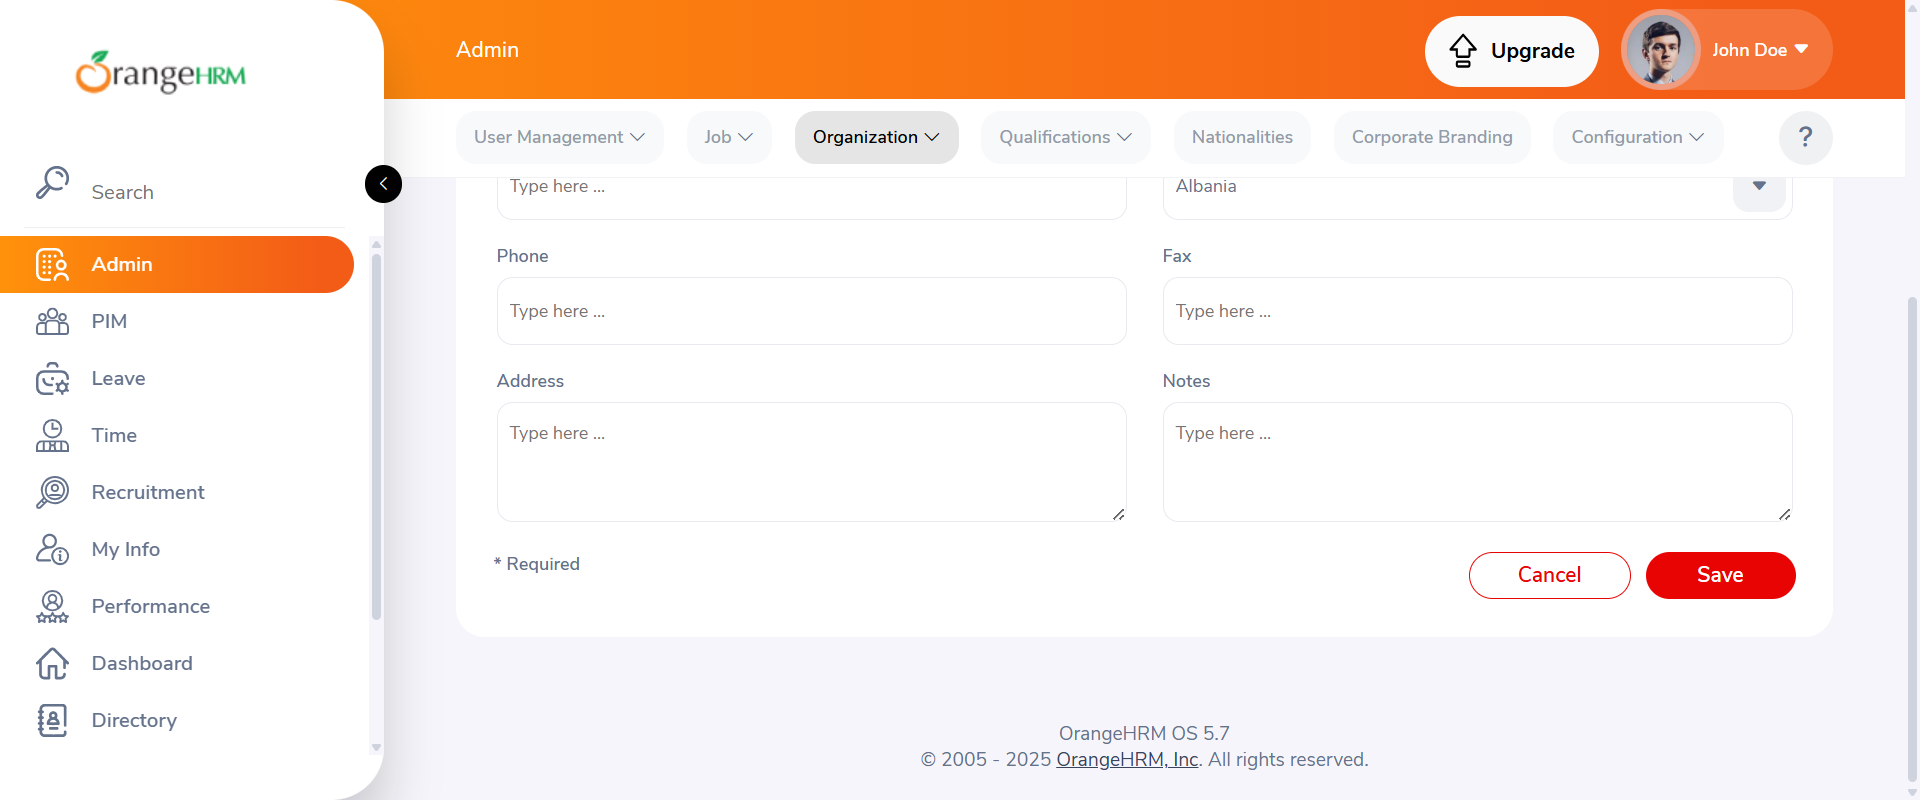 OrangeHRM
Search
Admin
PIM
Leave
Time
Recruitment
My Info
Performance
Dashboard
Directory
Admin
Upgrade
John Doe
User Management
Job
Organization
Qualifications
Nationalities
Corporate Branding
Configuration
?
Type here ...
Albania
Phone
Fax
Type here ...
Type here ...
Address
Notes
Type here ...
Type here ...
* Required
Cancel
Save
OrangeHRM OS 5.7
© 2005 - 2025 OrangeHRM, Inc. All rights reserved.